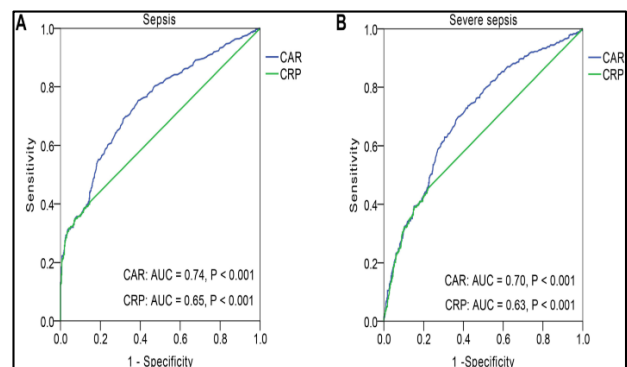 A
Sepsis
1.0
0.8
0.6
0.4
0.2
0.0
Sensitivity
CAR
CRP
CAR: AUC = 0.74, P < 0.001
CRP: AUC = 0.65, P < 0.001
0.0 0.2 0.4 0.6 0.8 1.0
1 - Specificity
B
Severe sepsis
1.0
0.8
0.6
0.4
0.2
0.0
Sensitivity
CAR
CRP
CAR: AUC = 0.70, P < 0.001
CRP: AUC = 0.63, P < 0.001
0.0 0.2 0.4 0.6 0.8 1.0
1 -Specificity